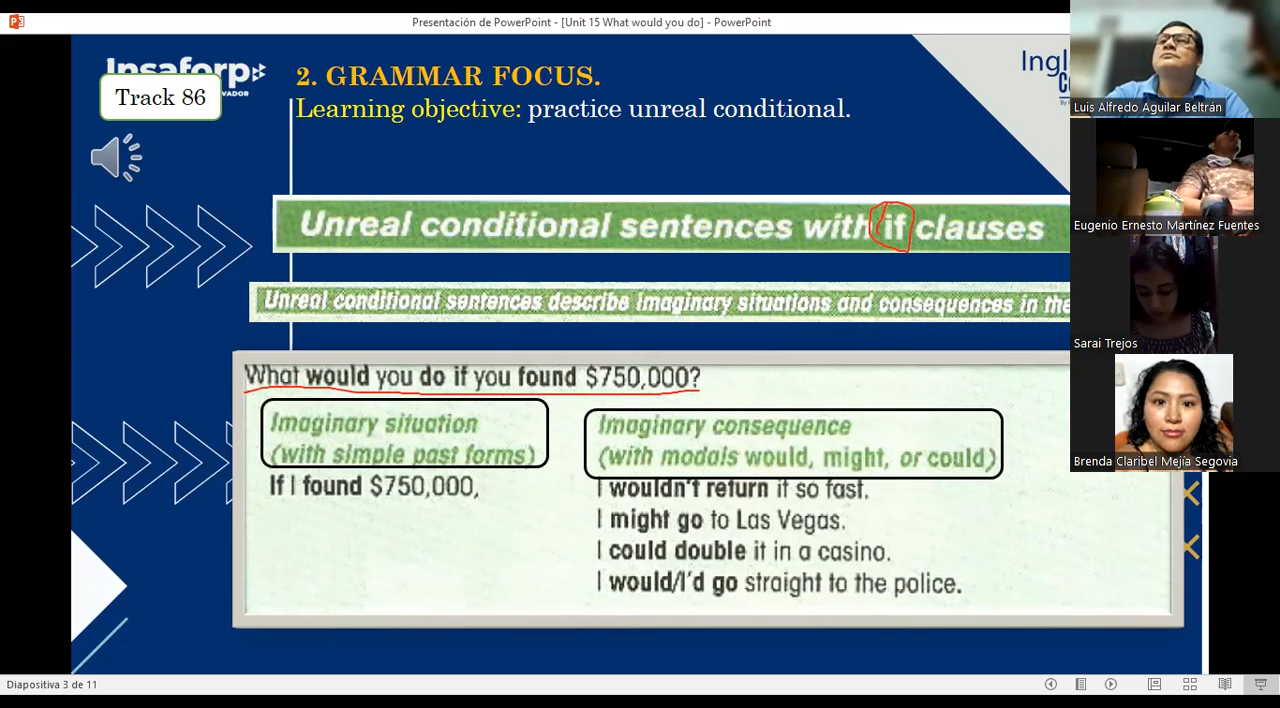 Presentación de PowerPoint - [Unit 15 What would you do] - PowerPoint
Insaforp
Track 86
2. GRAMMAR FOCUS.
Learning objective: practice unreal conditional.
Unreal conditional sentences with if clauses
Unreal conditional sentences describe imaginary situations and consequences in the
What would you do if you found $750,000?
Imaginary situation
(with simple past forms)
If I found $750,000,
Imaginary consequence
(with modals would, might, or could)
I wouldn't return it so fast.
I might go to Las Vegas.
I could double it in a casino.
I would/I'd go straight to the police.
Luis Alfredo Aguilar Beltrán
Eugenio Ernesto Martínez Fuentes
Sarai Trejos
Brenda Claribel Mejía Segovia
Diapositiva 3 de 11